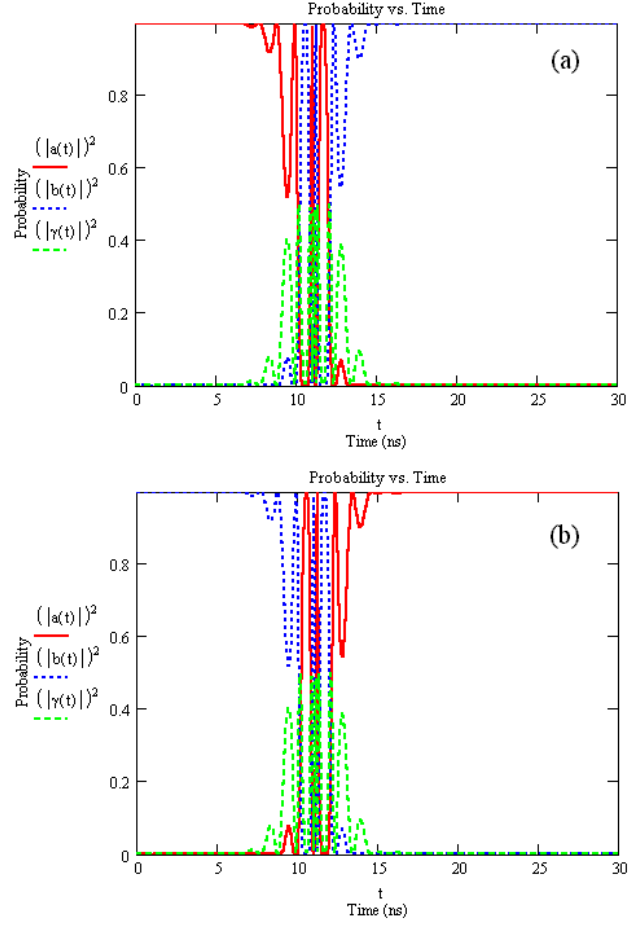 Probability vs. Time
(a)
0.8
0.6
0.4
0.2
0
0
5
10
15
20
25
30
Probability
(|a(t)|)²
(|b(t)|)²
(|γ(t)|)²
t
Time (ns)
Probability vs. Time
(b)
0.8
0.6
0.4
0.2
0
0
5
10
15
20
25
30
Probability
(|a(t)|)²
(|b(t)|)²
(|γ(t)|)²
t
Time (ns)